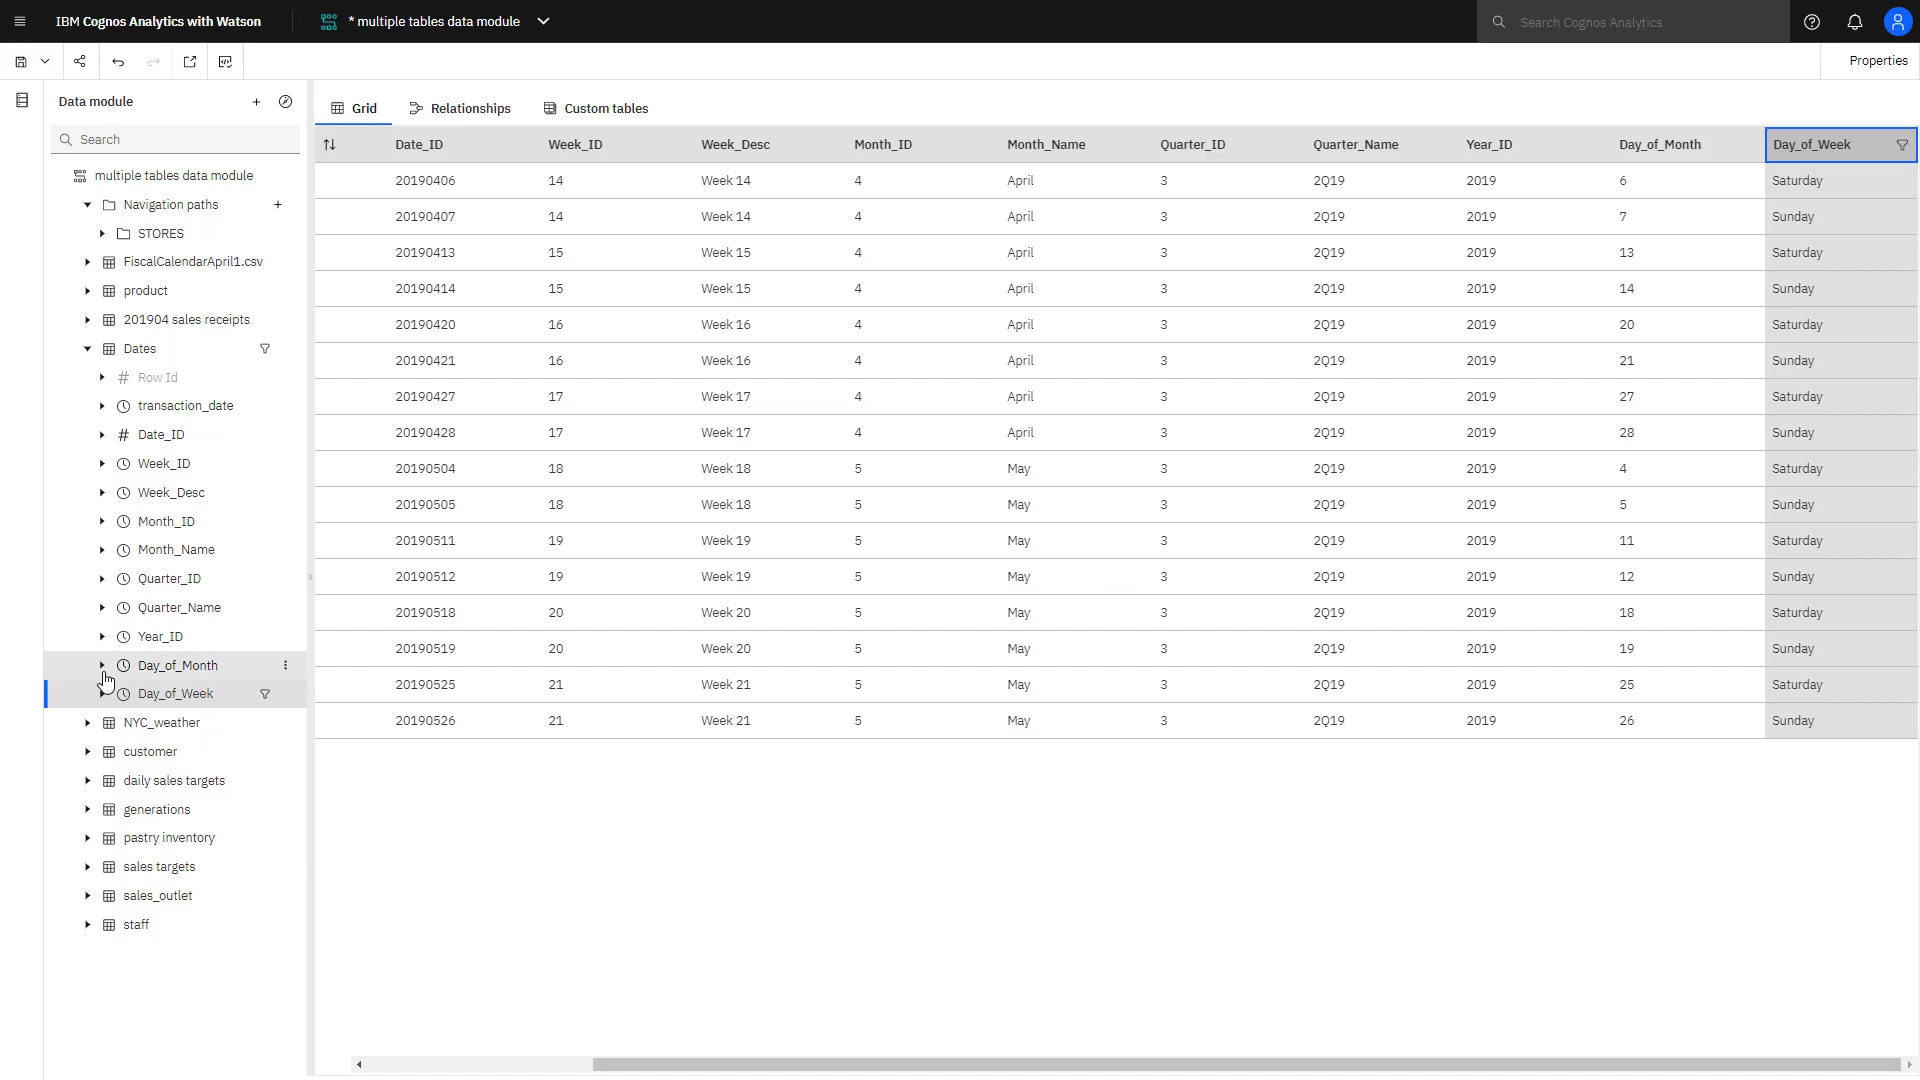 IBM Cognos Analytics with Watson
* multiple tables data module
Search Cognos Analytics
Properties
Data module
Search
multiple tables data module
Navigation paths
STORES
FiscalCalendarApril1.csv
product
201904 sales receipts
Dates
Row Id
transaction_date
Date_ID
Week_ID
Week_Desc
Month_ID
Month_Name
Quarter_ID
Quarter_Name
Year_ID
Day_of_Month
Day_of_Week
NYC_weather
customer
daily sales targets
generations
pastry inventory
sales targets
sales_outlet
staff
Grid Relationships Custom tables
Date_ID Week_ID Week_Desc Month_ID Month_Name Quarter_ID Quarter_Name Year_ID Day_of_Month Day_of_Week
20190406 14 Week 14 4 April 3 2Q19 2019 6 Saturday
20190407 14 Week 14 4 April 3 2Q19 2019 7 Sunday
20190413 15 Week 15 4 April 3 2Q19 2019 13 Saturday
20190414 15 Week 15 4 April 3 2Q19 2019 14 Sunday
20190420 16 Week 16 4 April 3 2Q19 2019 20 Saturday
20190421 16 Week 16 4 April 3 2Q19 2019 21 Sunday
20190427 17 Week 17 4 April 3 2Q19 2019 27 Saturday
20190428 17 Week 17 4 April 3 2Q19 2019 28 Sunday
20190504 18 Week 18 5 May 3 2Q19 2019 4 Saturday
20190505 18 Week 18 5 May 3 2Q19 2019 5 Sunday
20190511 19 Week 19 5 May 3 2Q19 2019 11 Saturday
20190512 19 Week 19 5 May 3 2Q19 2019 12 Sunday
20190518 20 Week 20 5 May 3 2Q19 2019 18 Saturday
20190519 20 Week 20 5 May 3 2Q19 2019 19 Sunday
20190525 21 Week 21 5 May 3 2Q19 2019 25 Saturday
20190526 21 Week 21 5 May 3 2Q19 2019 26 Sunday